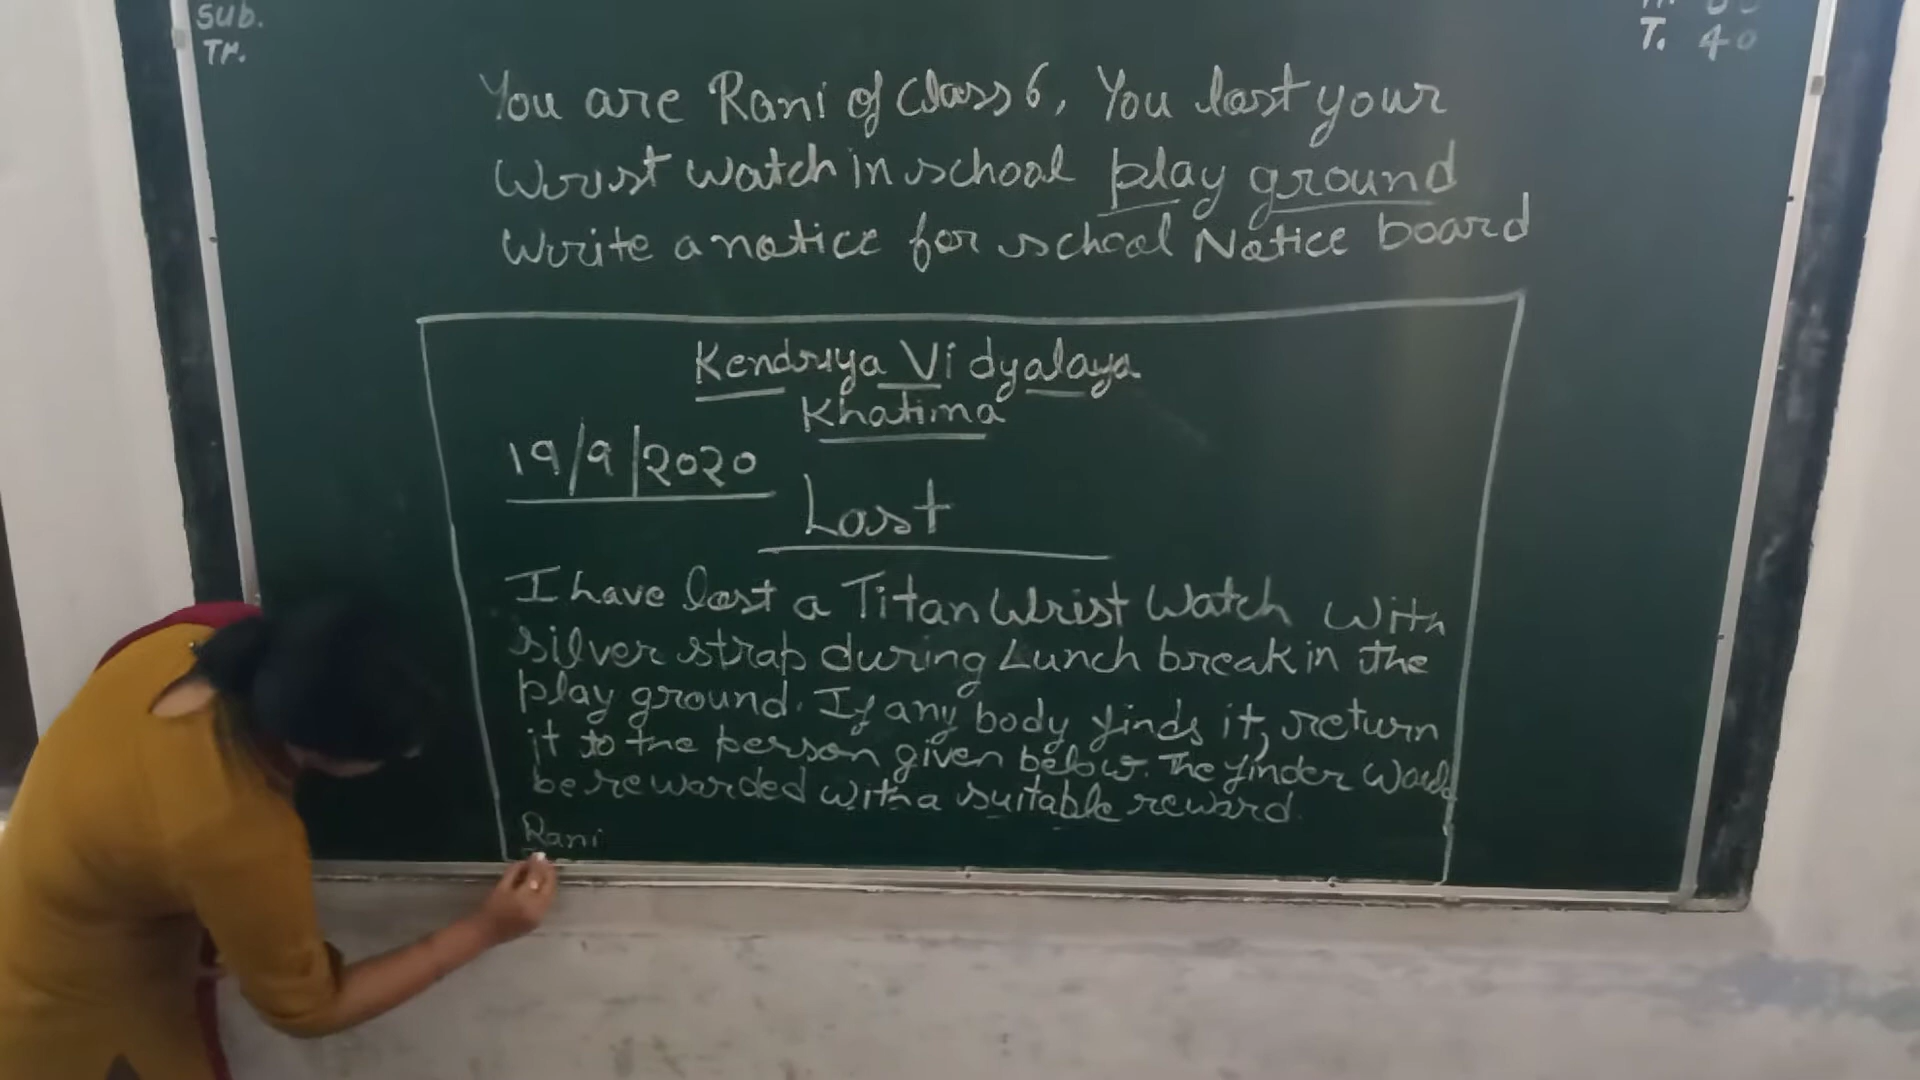 Sub.
Tr.
T. 40
You are Rani of Class 6, You lost your
Wrist watch in school play ground
Write a notice for school Notice board
Kendriya Vidyalaya
Khatima
19/9/2020
Lost
I have lost a Titan Wrist Watch With
silver strap during Lunch break in the
play ground. If any body finds it, return
it to the person given below. The finder Would
be rewarded with a suitable reward.
Rani